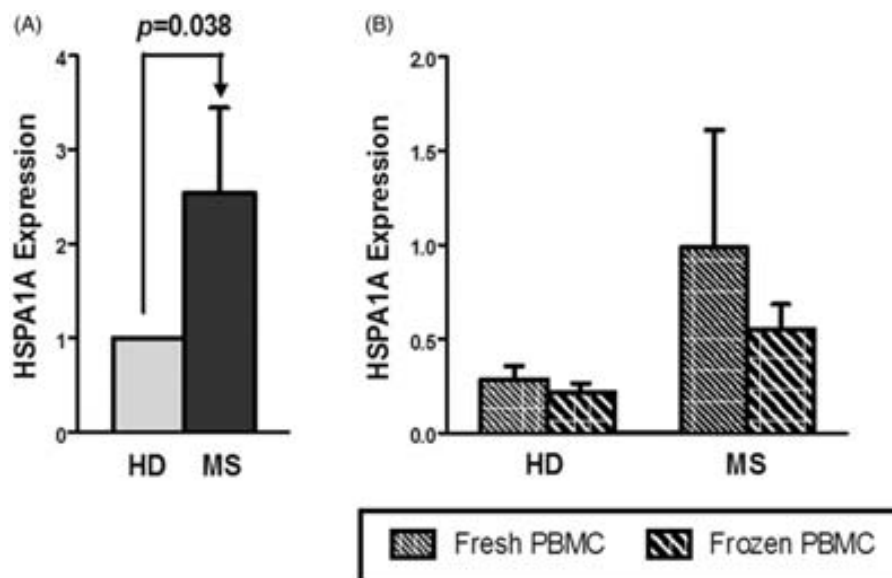 (A)
p=0.038
HSPA1A Expression
4
3
2
1
0
HD MS
(B)
HSPA1A Expression
2.0
1.5
1.0
0.5
0.0
HD MS
Fresh PBMC Frozen PBMC